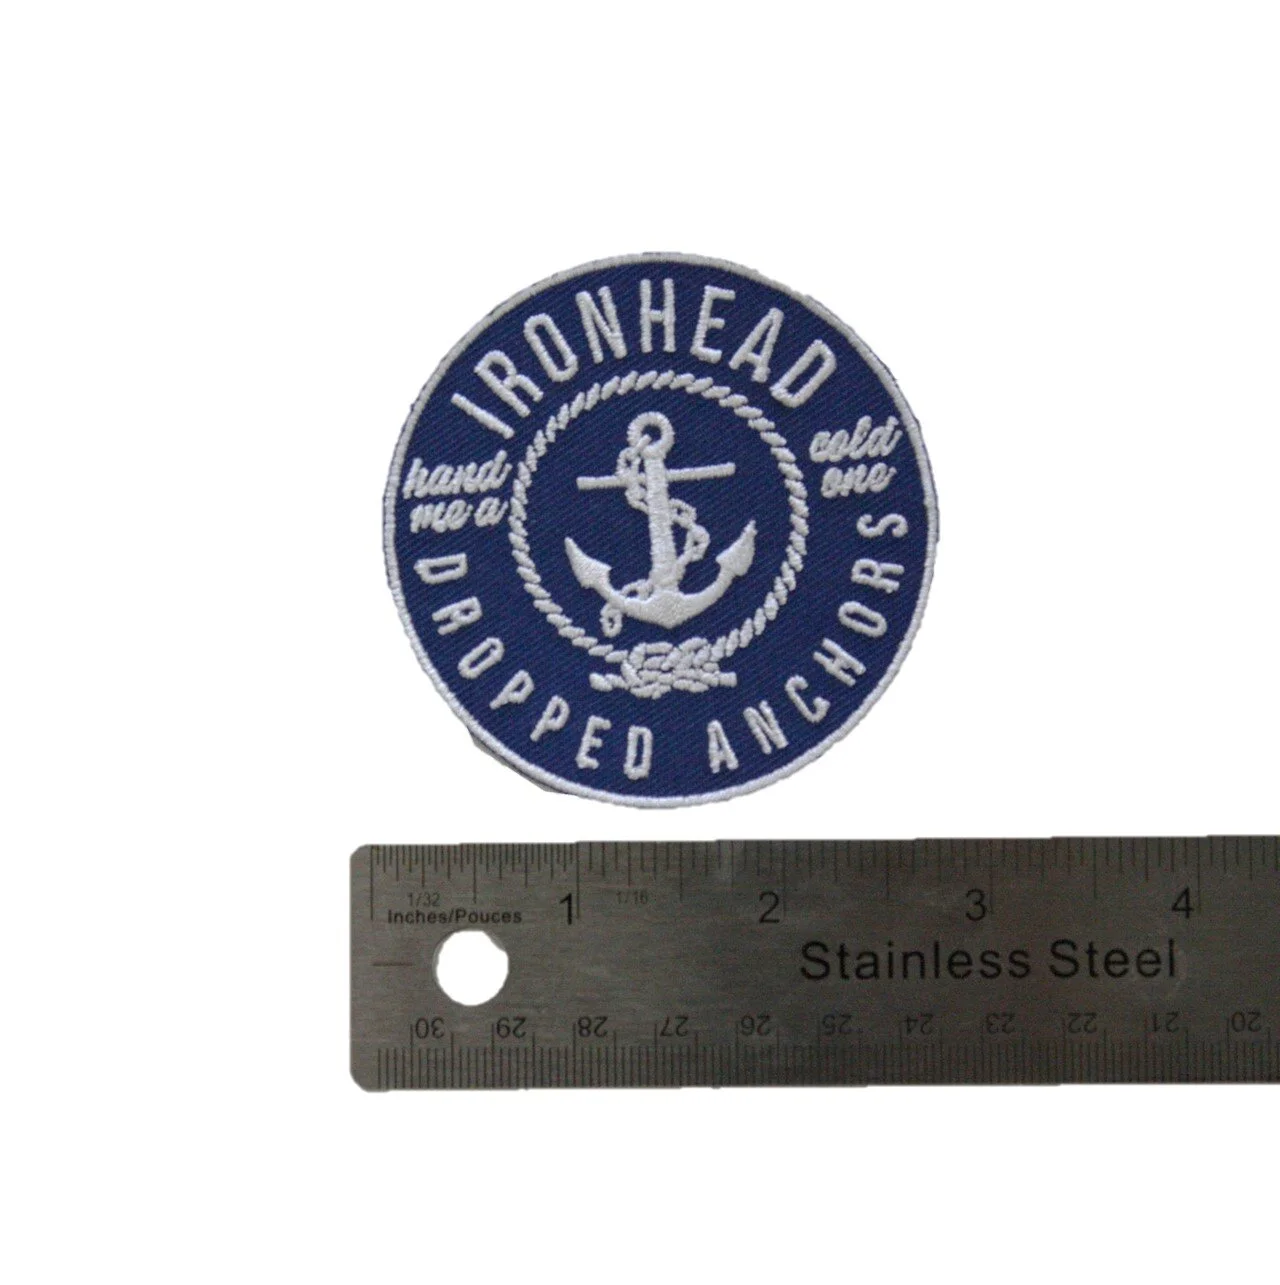 IRONHEAD
hand
me a
cold
one
DROPPED ANCHORS
1 2 3 4
1/32 1/16
Inches/Pouces
Stainless Steel
30 29 28 27 26 25 24 23 22 21 20